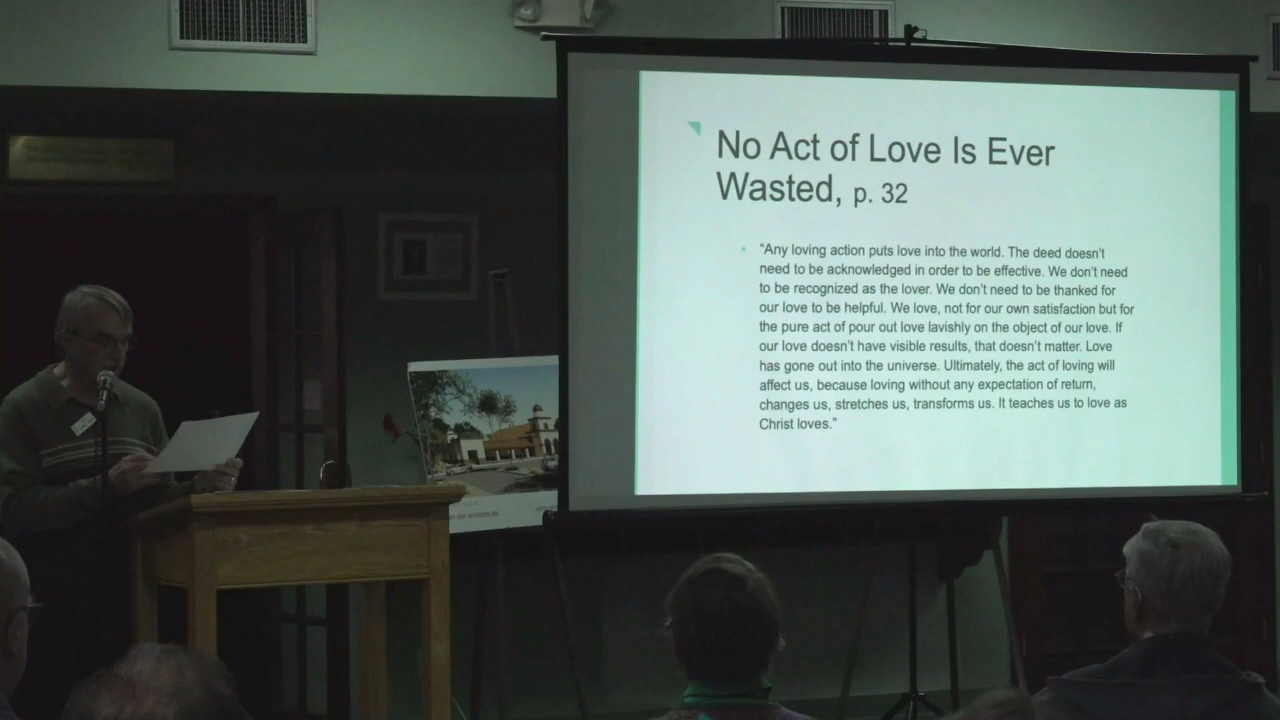 No Act of Love Is Ever
Wasted, p. 32
“Any loving action puts love into the world. The deed doesn’t
need to be acknowledged in order to be effective. We don’t need
to be recognized as the lover. We don’t need to be thanked for
our love to be helpful. We love, not for our own satisfaction but for
the pure act of pour out love lavishly on the object of our love. If
our love doesn’t have visible results, that doesn’t matter. Love
has gone out into the universe. Ultimately, the act of loving will
affect us, because loving without any expectation of return,
changes us, stretches us, transforms us. It teaches us to love as
Christ loves.”